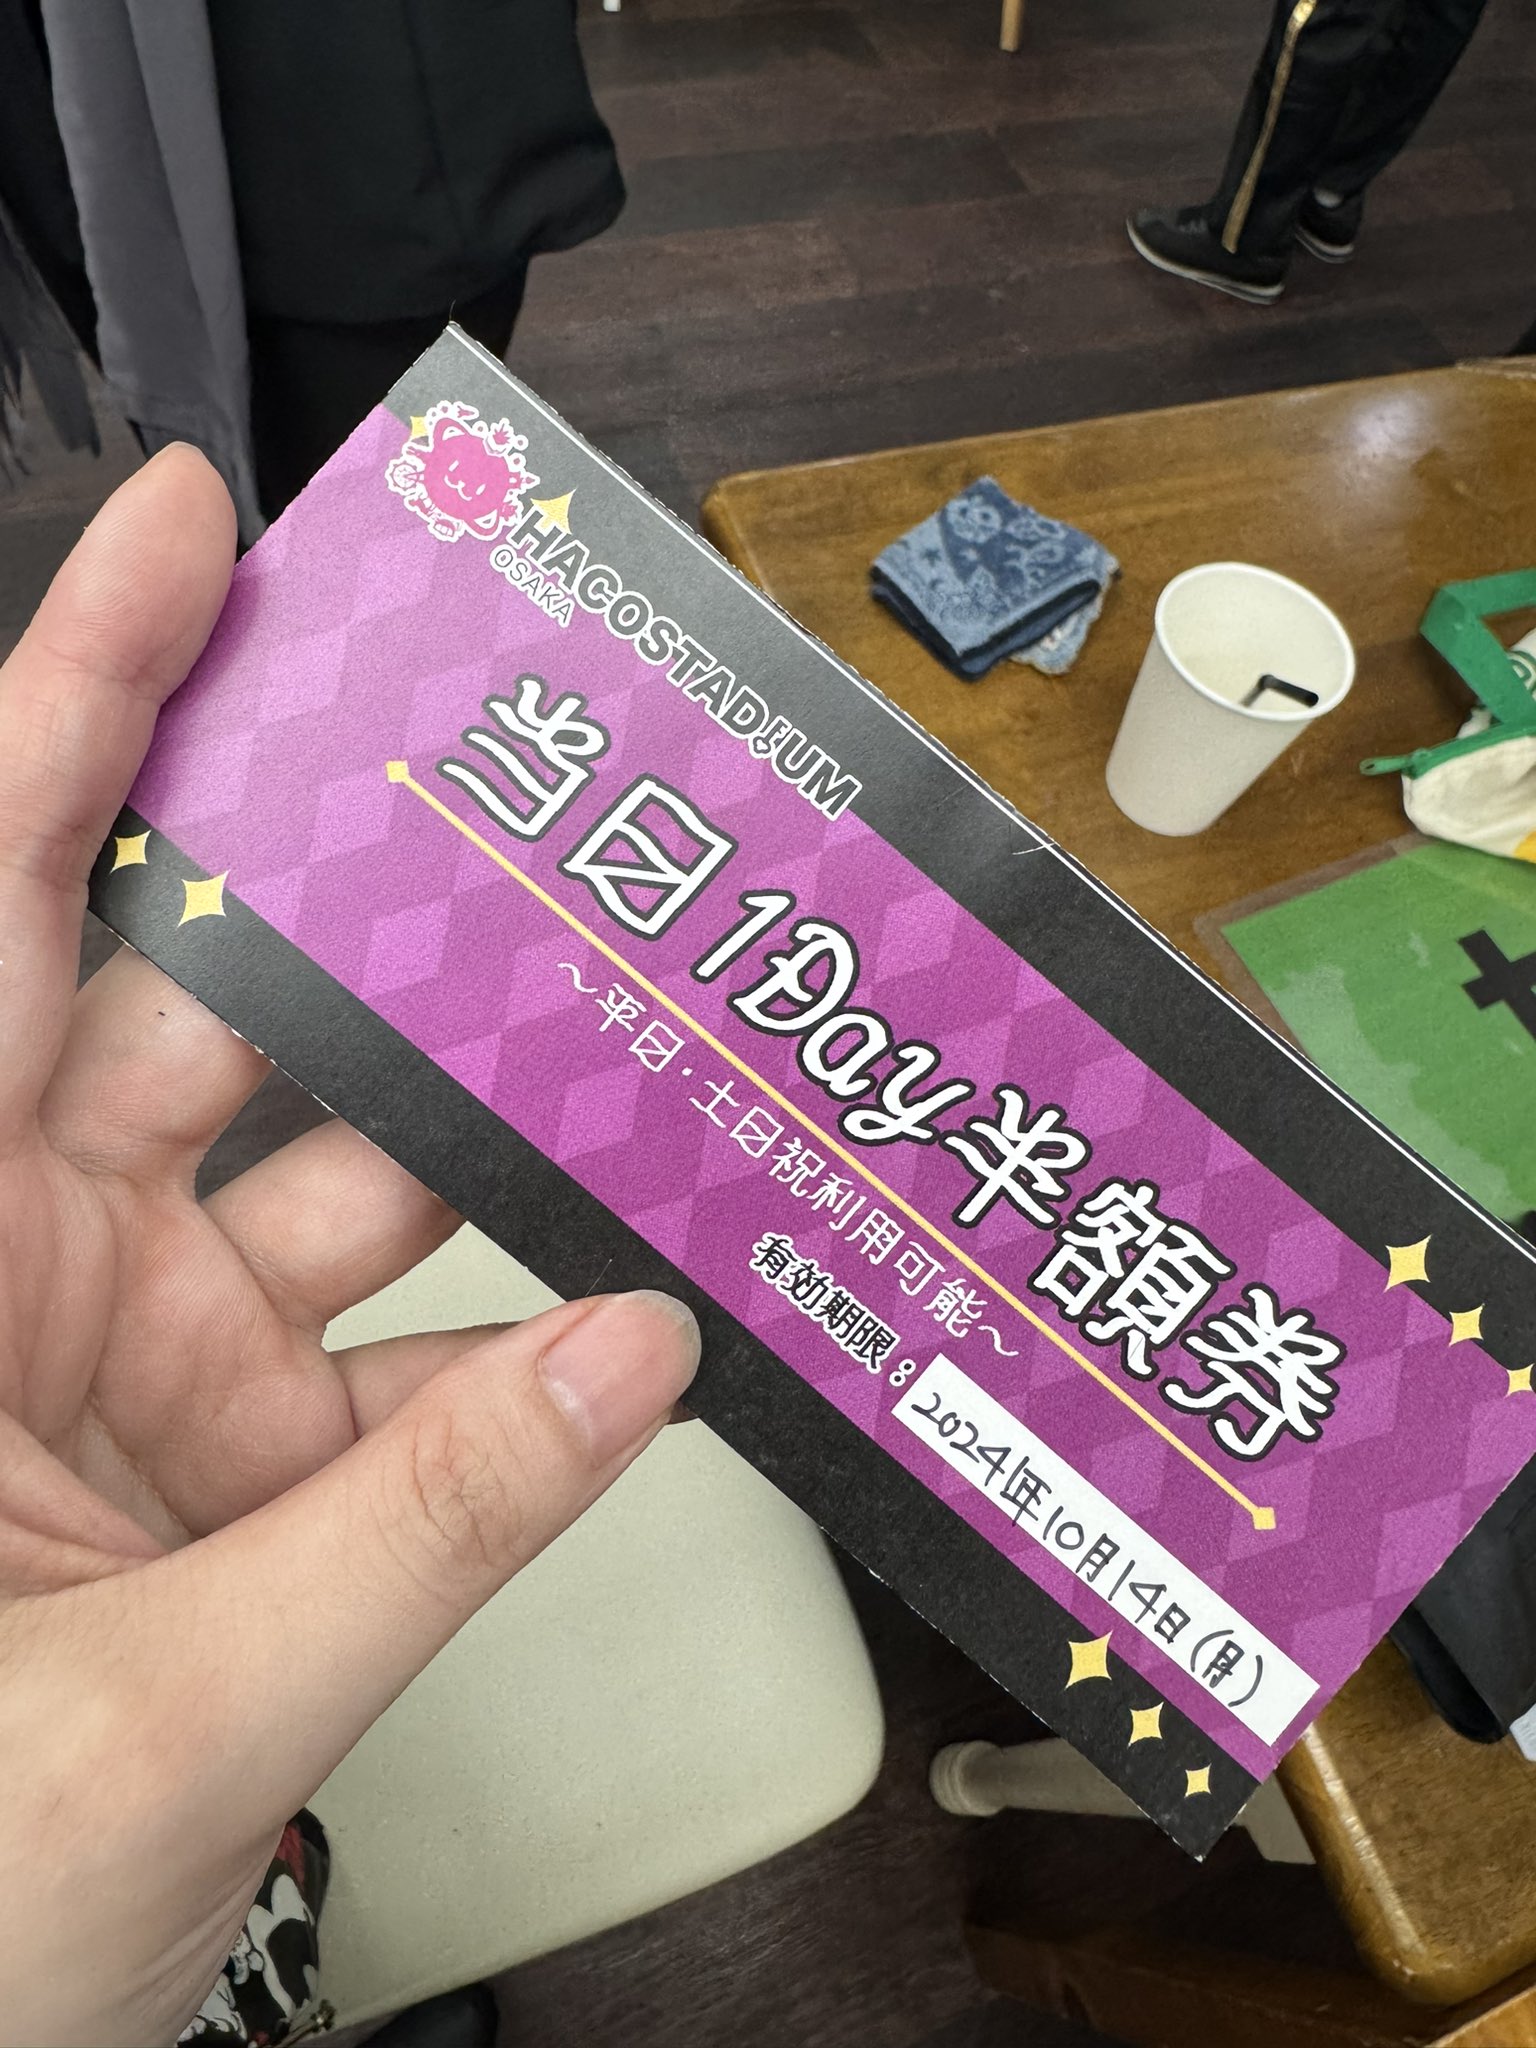 HACOSTADIUM
OSAKA
当日1Day半額券
～平日・土日祝利用可能～
有効期限：2024年10月14日(月)